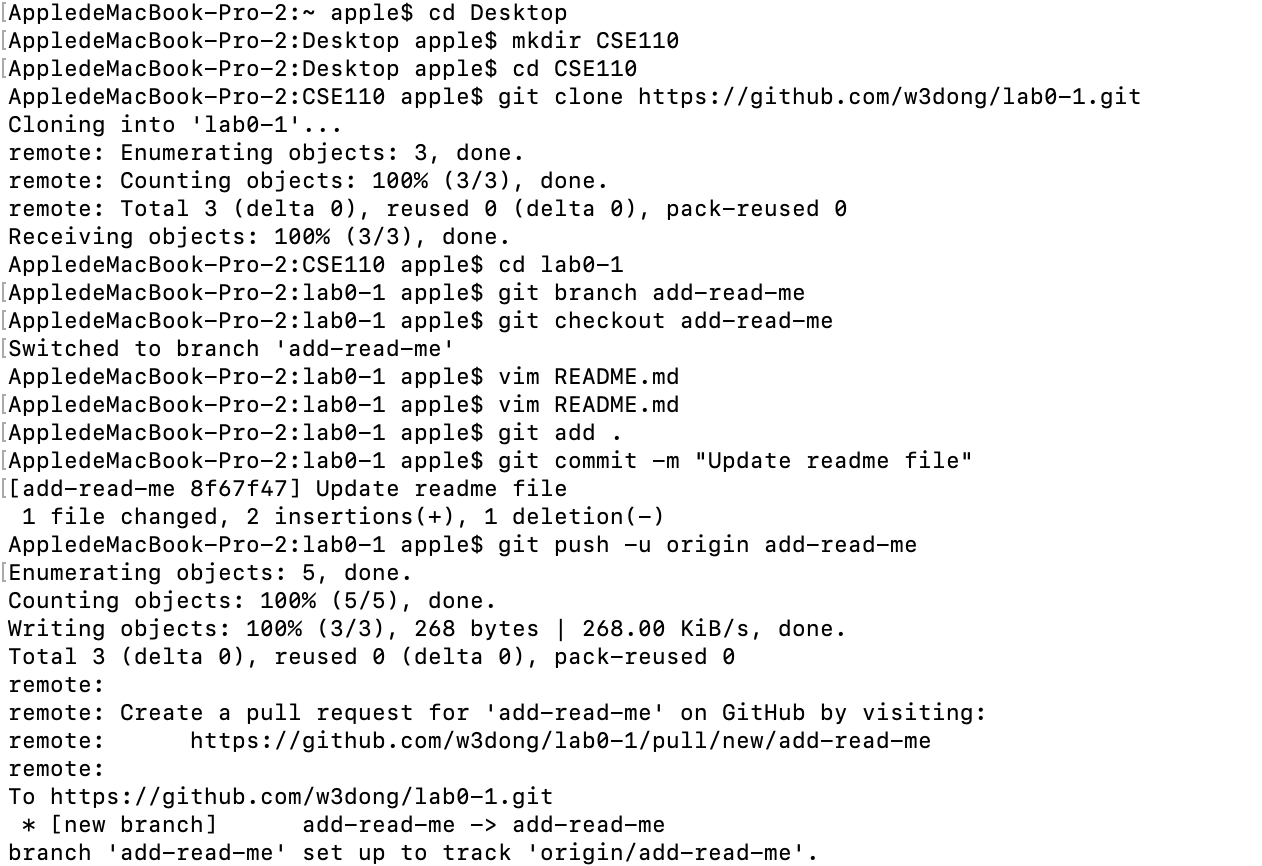 [AppledeMacBook-Pro-2:~ apple$ cd Desktop
[AppledeMacBook-Pro-2:Desktop apple$ mkdir CSE110
[AppledeMacBook-Pro-2:Desktop apple$ cd CSE110
AppledeMacBook-Pro-2:CSE110 apple$ git clone https://github.com/w3dong/lab0-1.git
Cloning into 'lab0-1'...
remote: Enumerating objects: 3, done.
remote: Counting objects: 100% (3/3), done.
remote: Total 3 (delta 0), reused 0 (delta 0), pack-reused 0
Receiving objects: 100% (3/3), done.
AppledeMacBook-Pro-2:CSE110 apple$ cd lab0-1
[AppledeMacBook-Pro-2:lab0-1 apple$ git branch add-read-me
[AppledeMacBook-Pro-2:lab0-1 apple$ git checkout add-read-me
[Switched to branch 'add-read-me'
AppledeMacBook-Pro-2:lab0-1 apple$ vim README.md
[AppledeMacBook-Pro-2:lab0-1 apple$ vim README.md
[AppledeMacBook-Pro-2:lab0-1 apple$ git add .
[AppledeMacBook-Pro-2:lab0-1 apple$ git commit -m "Update readme file"
[[add-read-me 8f67f47] Update readme file
 1 file changed, 2 insertions(+), 1 deletion(-)
AppledeMacBook-Pro-2:lab0-1 apple$ git push -u origin add-read-me
[Enumerating objects: 5, done.
Counting objects: 100% (5/5), done.
Writing objects: 100% (3/3), 268 bytes | 268.00 KiB/s, done.
Total 3 (delta 0), reused 0 (delta 0), pack-reused 0
remote:
remote: Create a pull request for 'add-read-me' on GitHub by visiting:
remote:      https://github.com/w3dong/lab0-1/pull/new/add-read-me
remote:
To https://github.com/w3dong/lab0-1.git
 * [new branch]      add-read-me -> add-read-me
branch 'add-read-me' set up to track 'origin/add-read-me'.